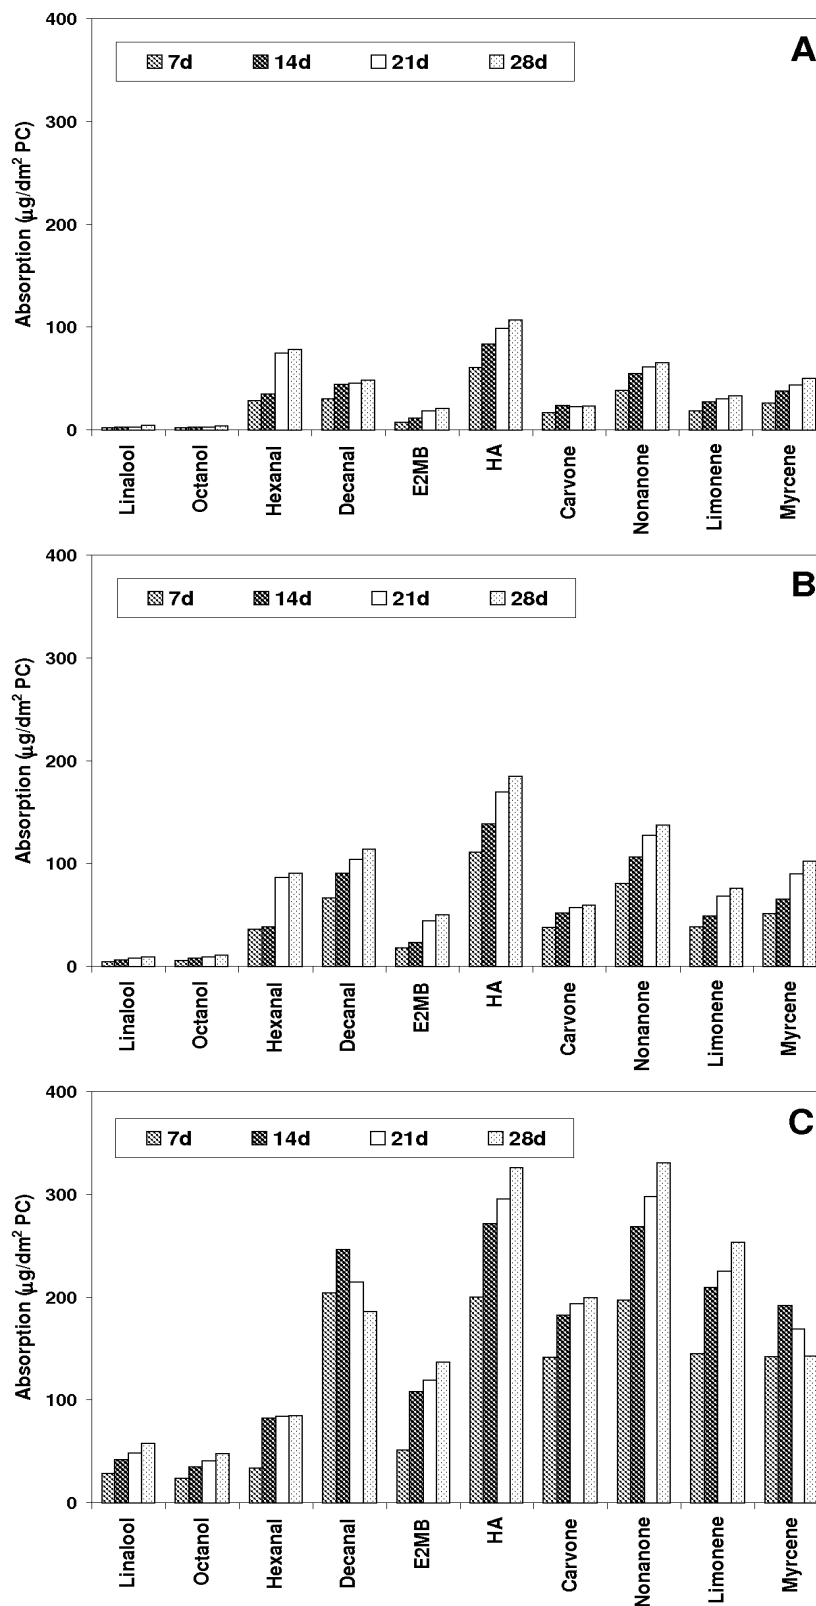 A
7d 14d 21d 28d
400
300
200
100
0
Absorption (µg/dm² PC)
Linalool Octanol Hexanal Decanal E2MB HA Carvone Nonanone Limonene Myrcene
B
7d 14d 21d 28d
400
300
200
100
0
Absorption (µg/dm² PC)
Linalool Octanol Hexanal Decanal E2MB HA Carvone Nonanone Limonene Myrcene
C
7d 14d 21d 28d
400
300
200
100
0
Absorption (µg/dm² PC)
Linalool Octanol Hexanal Decanal E2MB HA Carvone Nonanone Limonene Myrcene